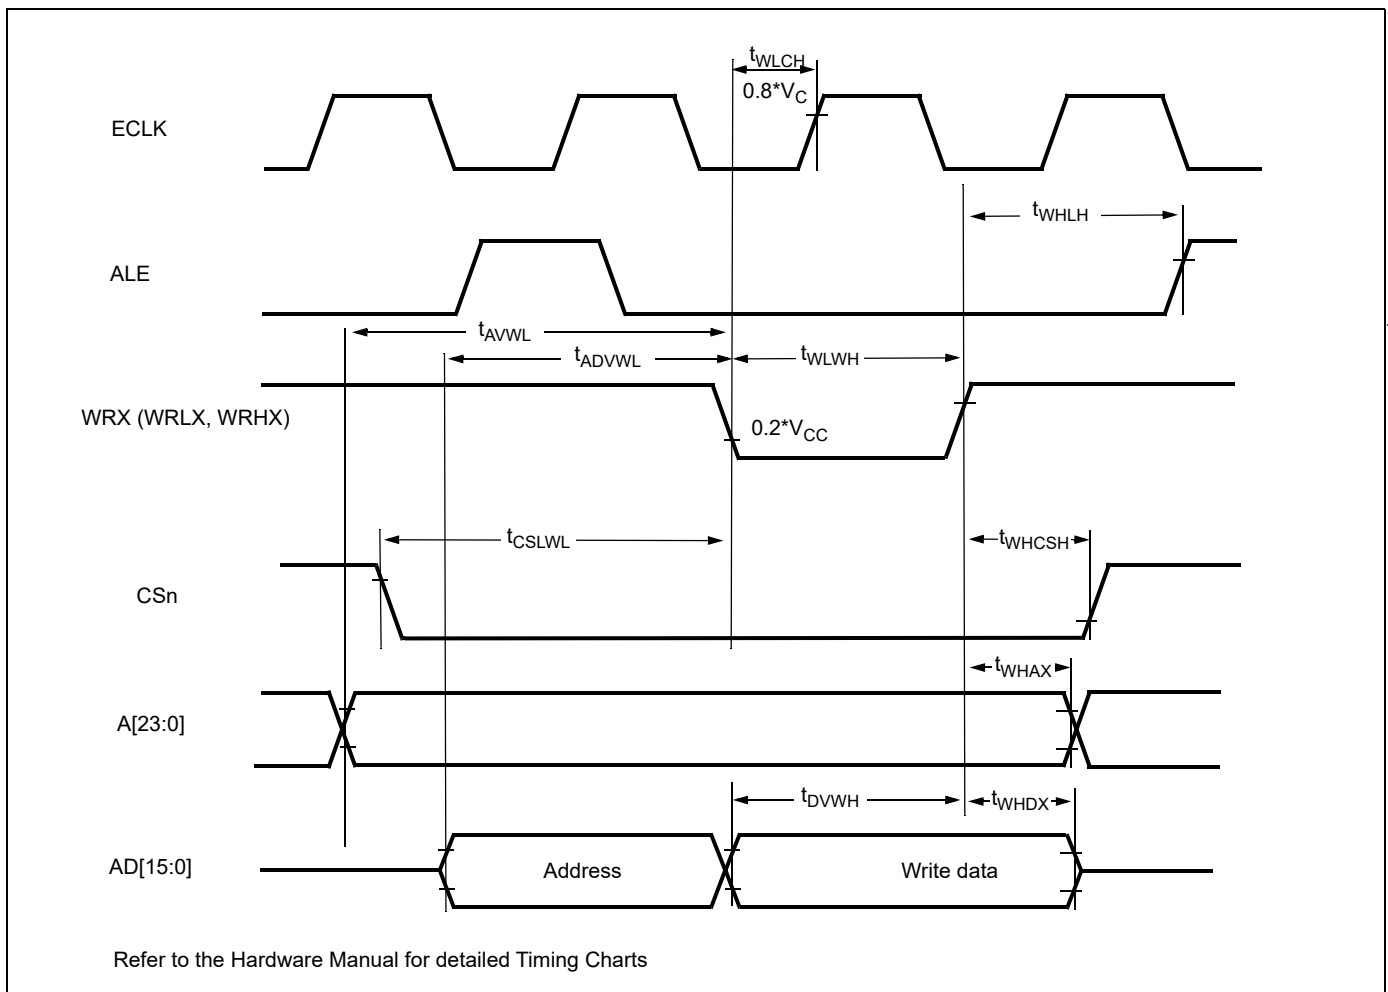 tWLCH
0.8*VC
ECLK
tWHLH
ALE
tAVWL
tADVWL
tWLWH
WRX (WRLX, WRHX)
0.2*VCC
tCSLWL
tWHCSH
CSn
tWHAX
A[23:0]
tDVWH
tWHDX
AD[15:0]
Address
Write data
Refer to the Hardware Manual for detailed Timing Charts